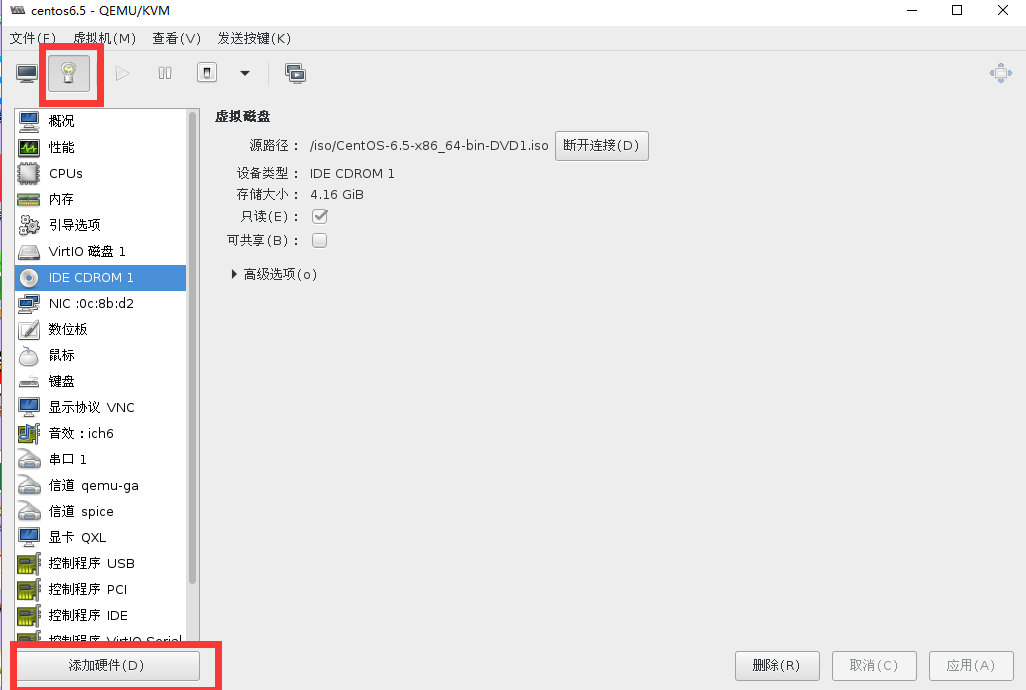 centos6.5 - QEMU/KVM
文件(F) 虚拟机(M) 查看(V) 发送按键(K)
概况
性能
CPUs
内存
引导选项
VirtIO 磁盘 1
IDE CDROM 1
NIC :0c:8b:d2
数位板
鼠标
键盘
显示协议 VNC
音效：ich6
串口 1
信道 qemu-ga
信道 spice
显卡 QXL
控制程序 USB
控制程序 PCI
控制程序 IDE
控制程序 VirtIO Serial
添加硬件(D)
虚拟磁盘
源路径： /iso/CentOS-6.5-x86_64-bin-DVD1.iso 断开连接(D)
设备类型： IDE CDROM 1
存储大小： 4.16 GiB
只读(E)：
可共享(B)：
高级选项(o)
删除(R) 取消(C) 应用(A)